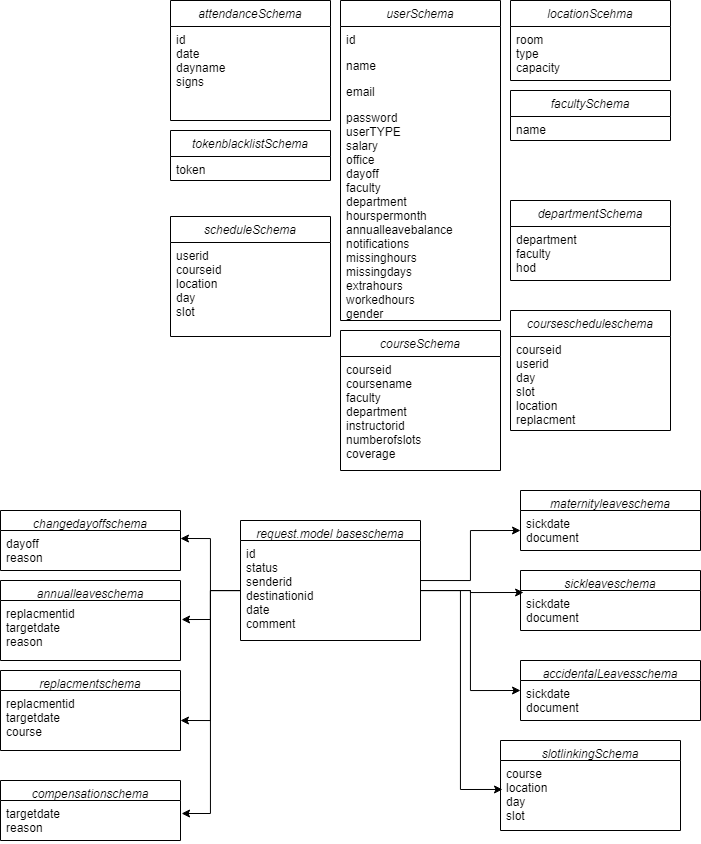 attendanceSchema
id
date
dayname
signs
userSchema
id
name
email
password
userTYPE
salary
office
dayoff
faculty
department
hourspermonth
annualleavebalance
notifications
missinghours
missingdays
extrahours
workedhours
gender
locationScehma
room
type
capacity
facultySchema
name
tokenblacklistSchema
token
scheduleSchema
userid
courseid
location
day
slot
departmentSchema
department
faculty
hod
courseSchema
courseid
coursename
faculty
department
instructorid
numberofslots
coverage
coursescheduleschema
courseid
userid
day
slot
location
replacment
changedayoffschema
dayoff
reason
annualleaveschema
replacmentid
targetdate
reason
replacmentschema
replacmentid
targetdate
course
compensationschema
targetdate
reason
request.model baseschema
id
status
senderid
destinationid
date
comment
maternityleaveschema
sickdate
document
sickleaveschema
sickdate
document
accidentalLeavesschema
sickdate
document
slotlinkingSchema
course
location
day
slot